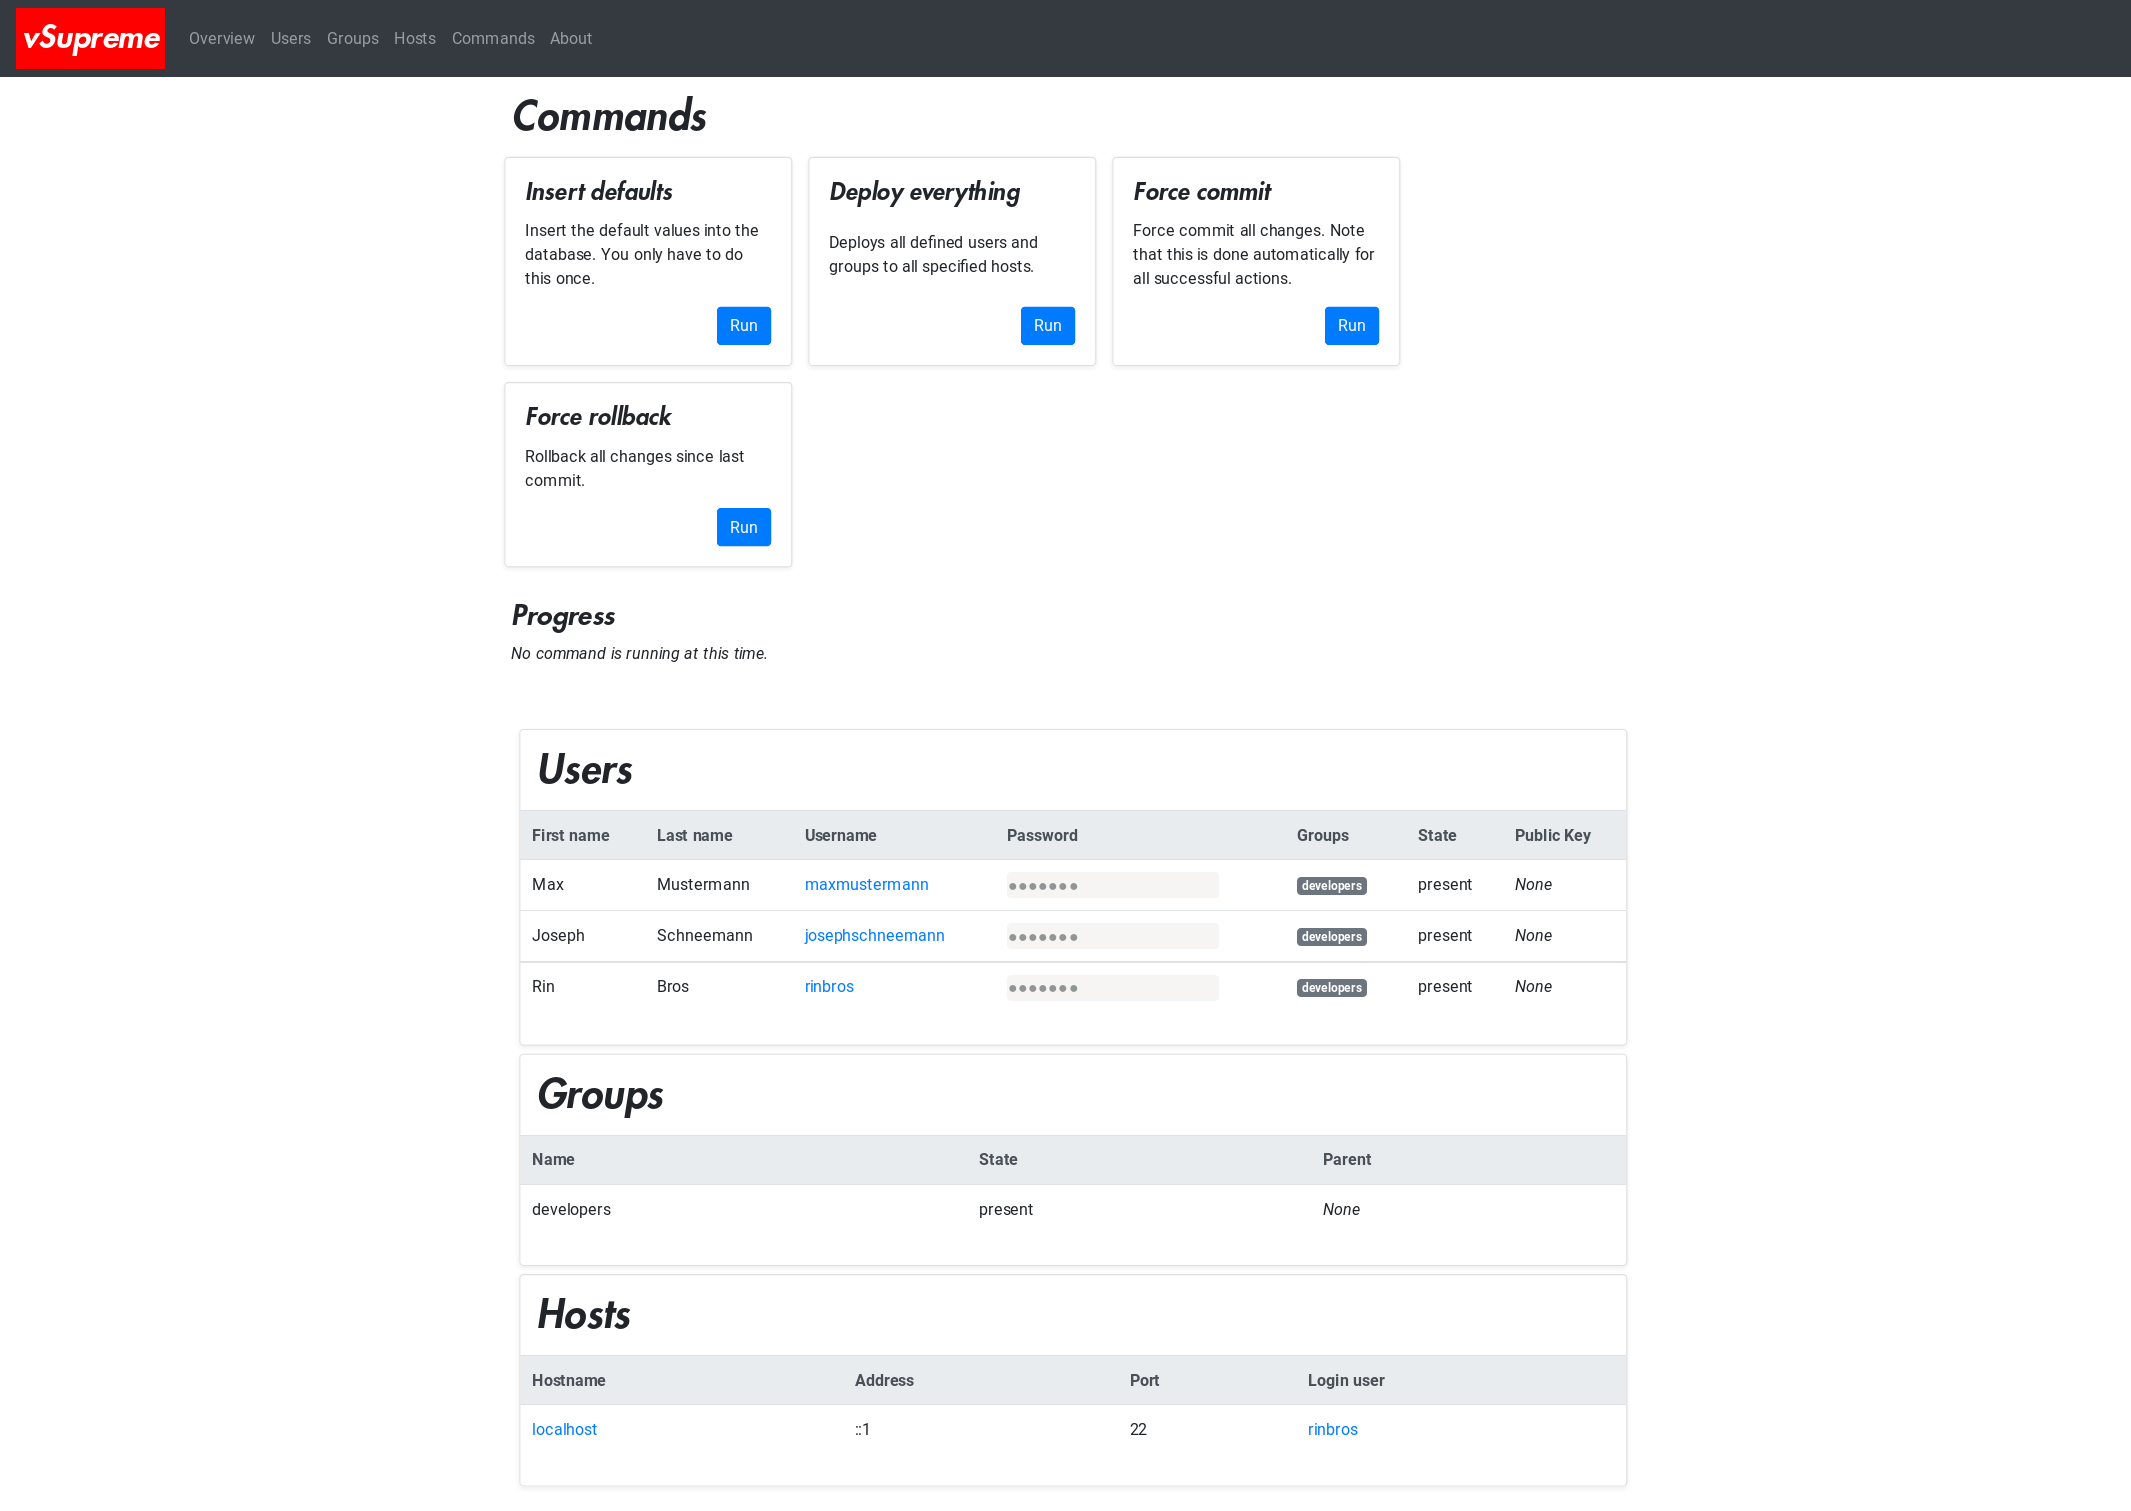 vSupreme Overview Users Groups Hosts Commands About
Commands
Insert defaults
Insert the default values into the
database. You only have to do
this once.
Run
Deploy everything
Deploys all defined users and
groups to all specified hosts.
Run
Force commit
Force commit all changes. Note
that this is done automatically for
all successful actions.
Run
Force rollback
Rollback all changes since last
commit.
Run
Progress
No command is running at this time.
Users
First name Last name Username Password Groups State Public Key
Max Mustermann maxmustermann ●●●●●●● developers present None
Joseph Schneemann josephschneemann ●●●●●●● developers present None
Rin Bros rinbros ●●●●●●● developers present None
Groups
Name State Parent
developers present None
Hosts
Hostname Address Port Login user
localhost ::1 22 rinbros